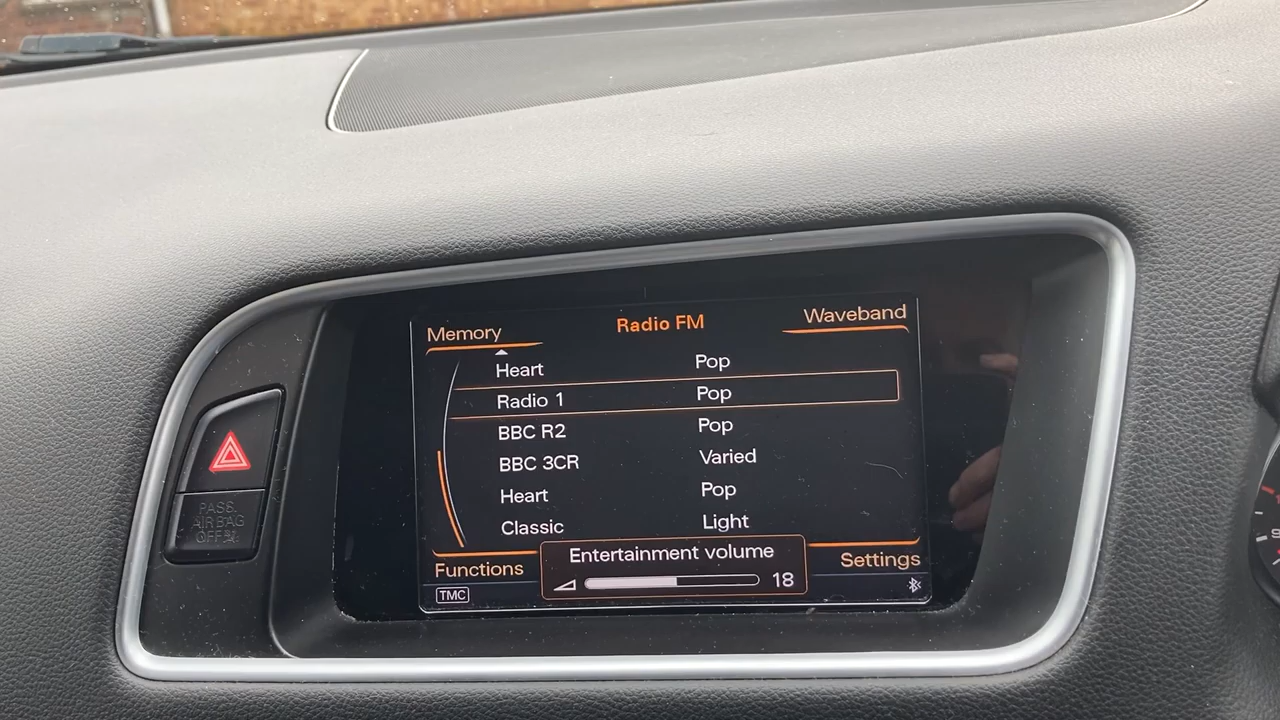 Memory Radio FM Waveband
Heart Pop
Radio 1 Pop
BBC R2 Pop
BBC 3CR Varied
Heart Pop
Classic Light
Functions Entertainment volume Settings
TMC 18
PASS.
AIR BAG
OFF